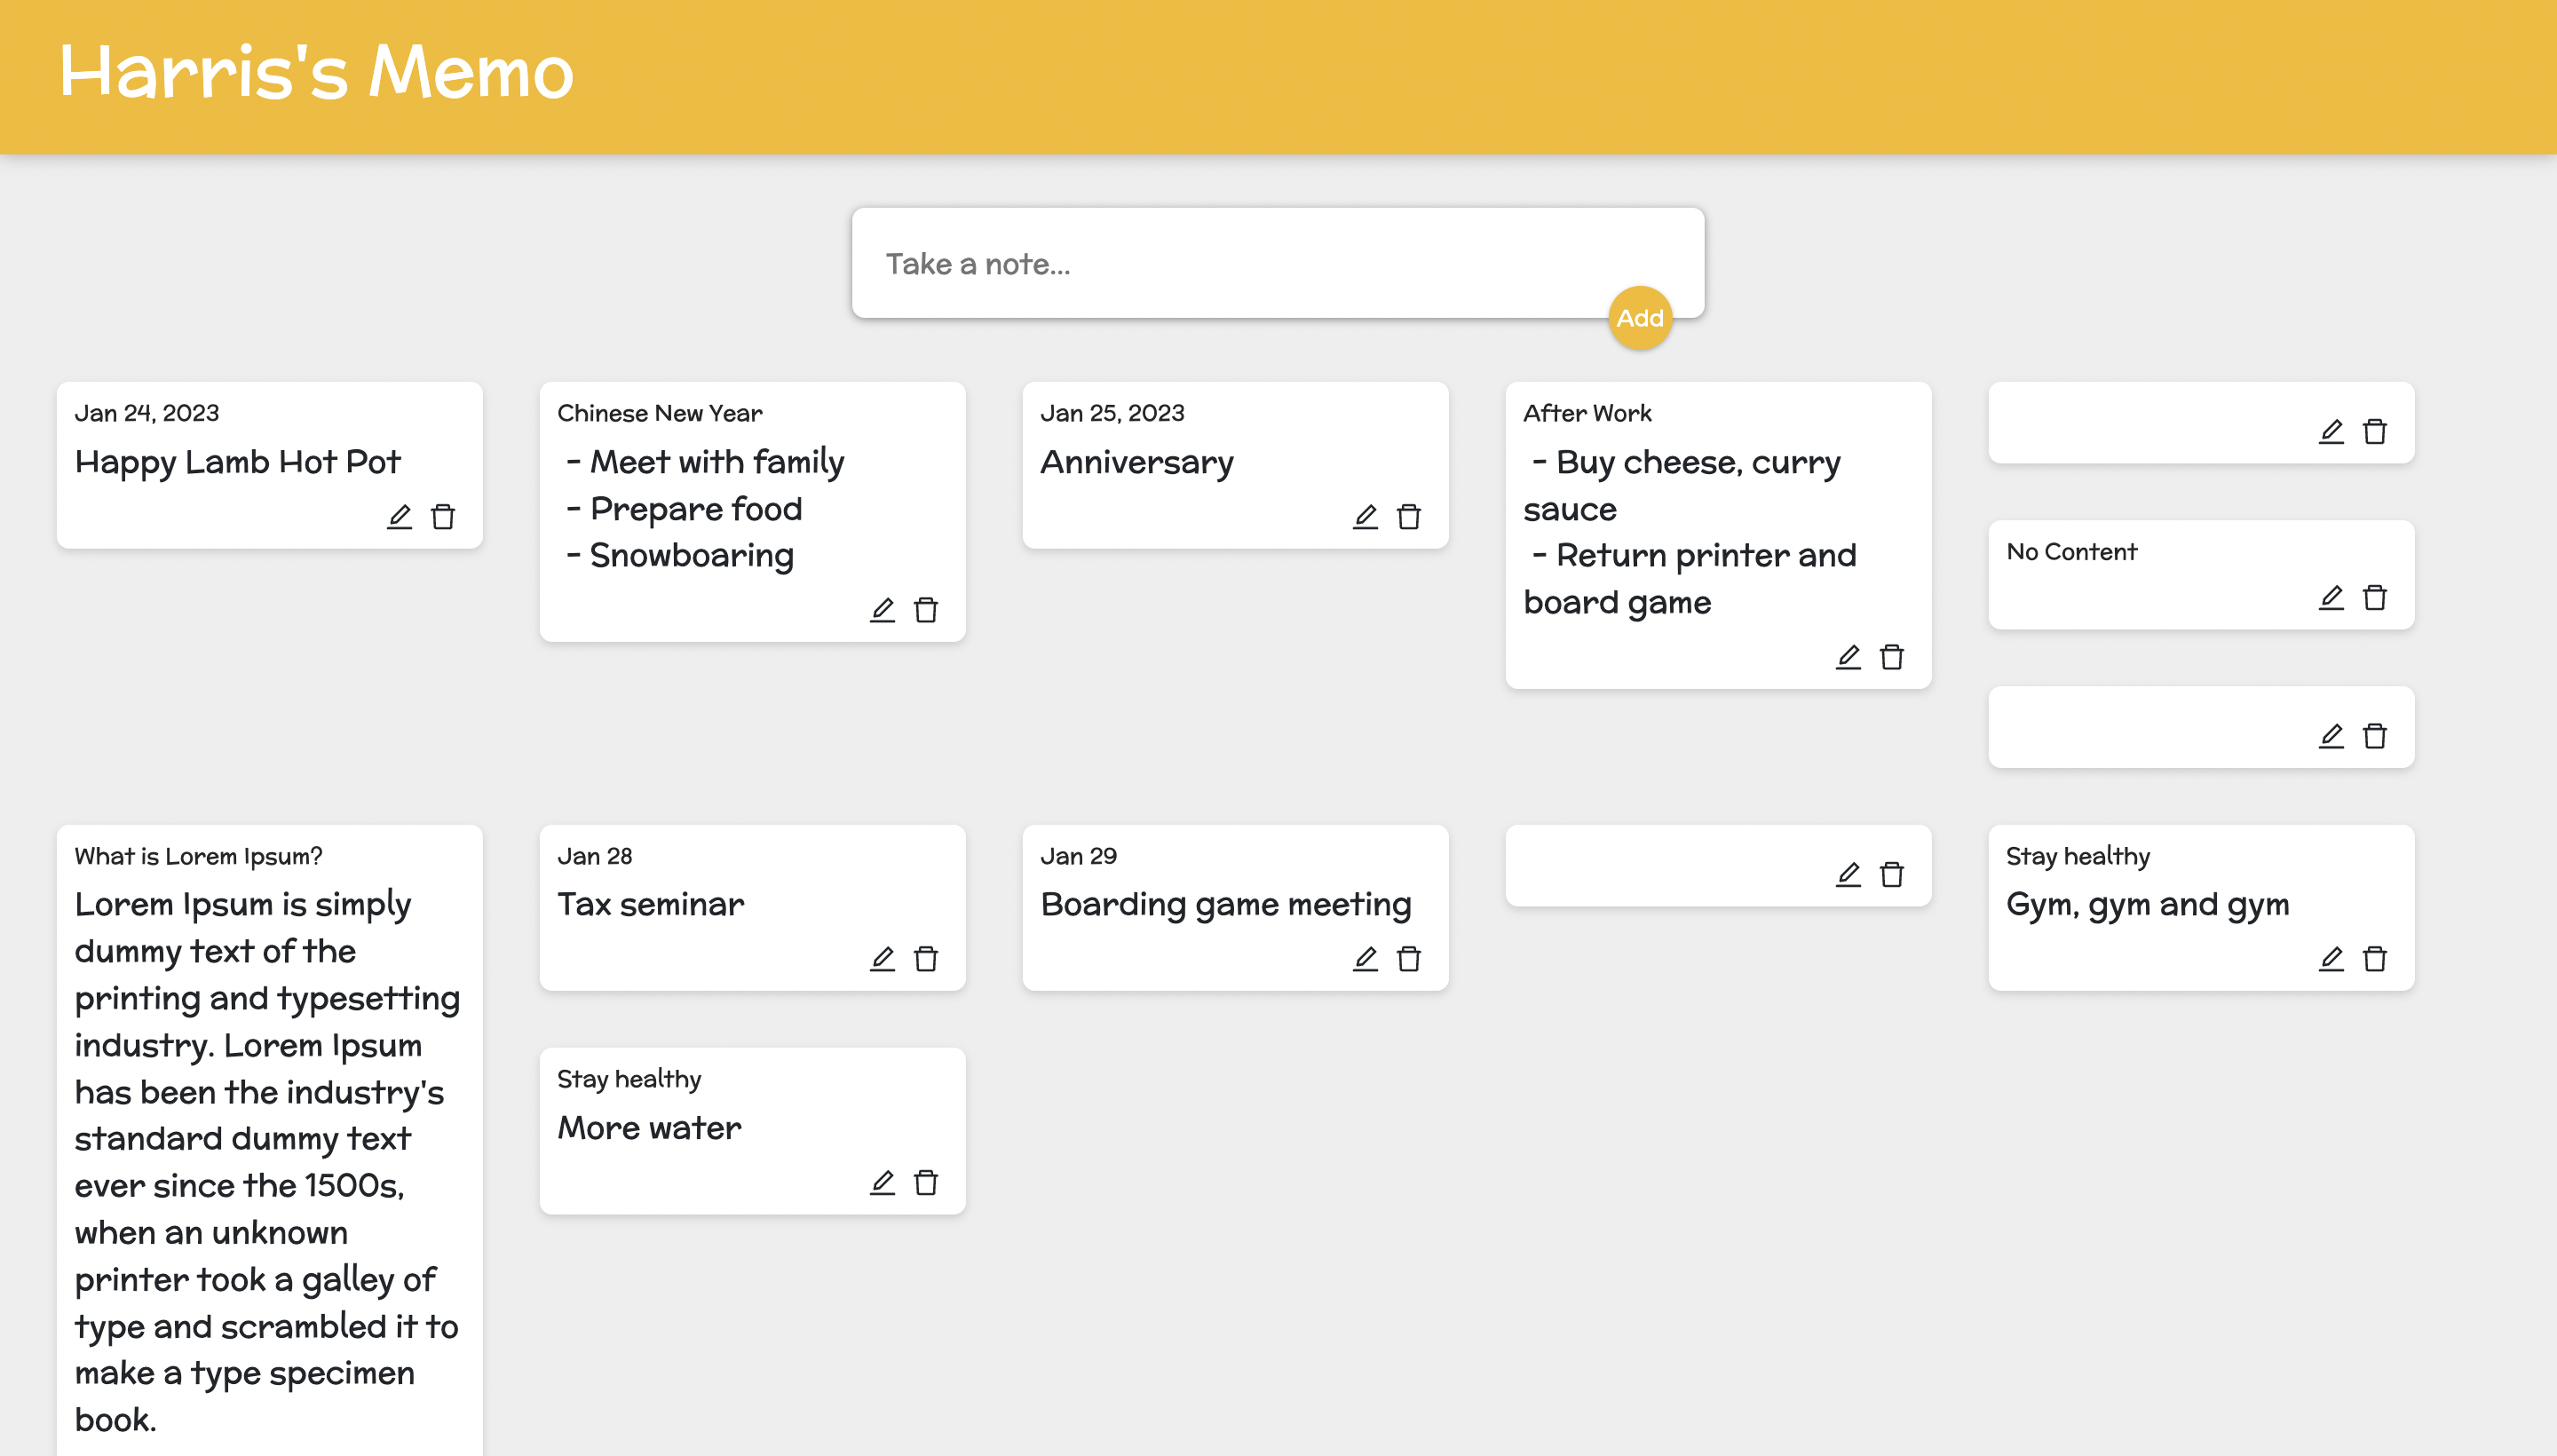 Harris's Memo
Take a note...
Add
Jan 24, 2023
Happy Lamb Hot Pot
Chinese New Year
- Meet with family
- Prepare food
- Snowboaring
Jan 25, 2023
Anniversary
After Work
- Buy cheese, curry
sauce
- Return printer and
board game
No Content
What is Lorem Ipsum?
Lorem Ipsum is simply
dummy text of the
printing and typesetting
industry. Lorem Ipsum
has been the industry's
standard dummy text
ever since the 1500s,
when an unknown
printer took a galley of
type and scrambled it to
make a type specimen
book.
Jan 28
Tax seminar
Jan 29
Boarding game meeting
Stay healthy
Gym, gym and gym
Stay healthy
More water